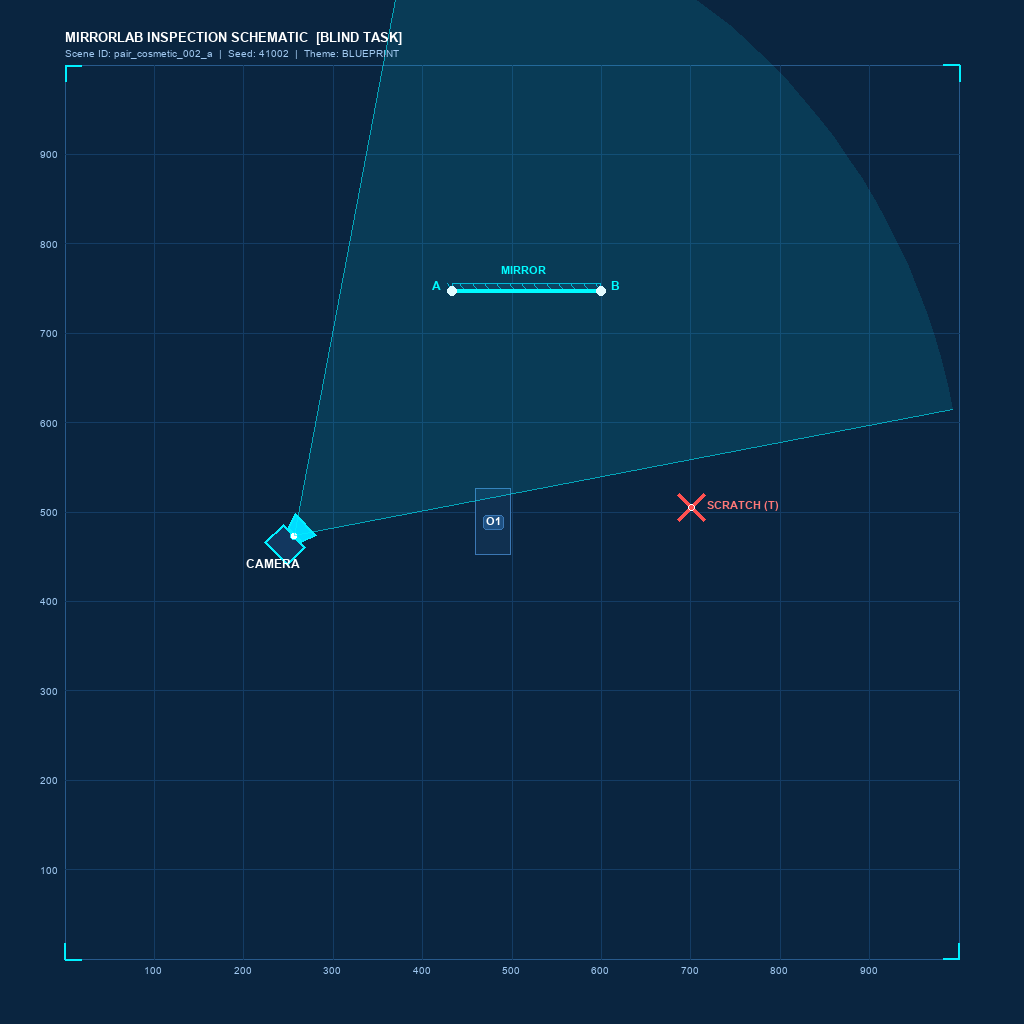 MIRRORLAB INSPECTION SCHEMATIC  [BLIND TASK]
Scene ID: pair_cosmetic_002_a  |  Seed: 41002  |  Theme: BLUEPRINT
900
800
MIRROR
A
B
700
600
500
SCRATCH (T)
O1
CAMERA
400
300
200
100
100 200 300 400 500 600 700 800 900